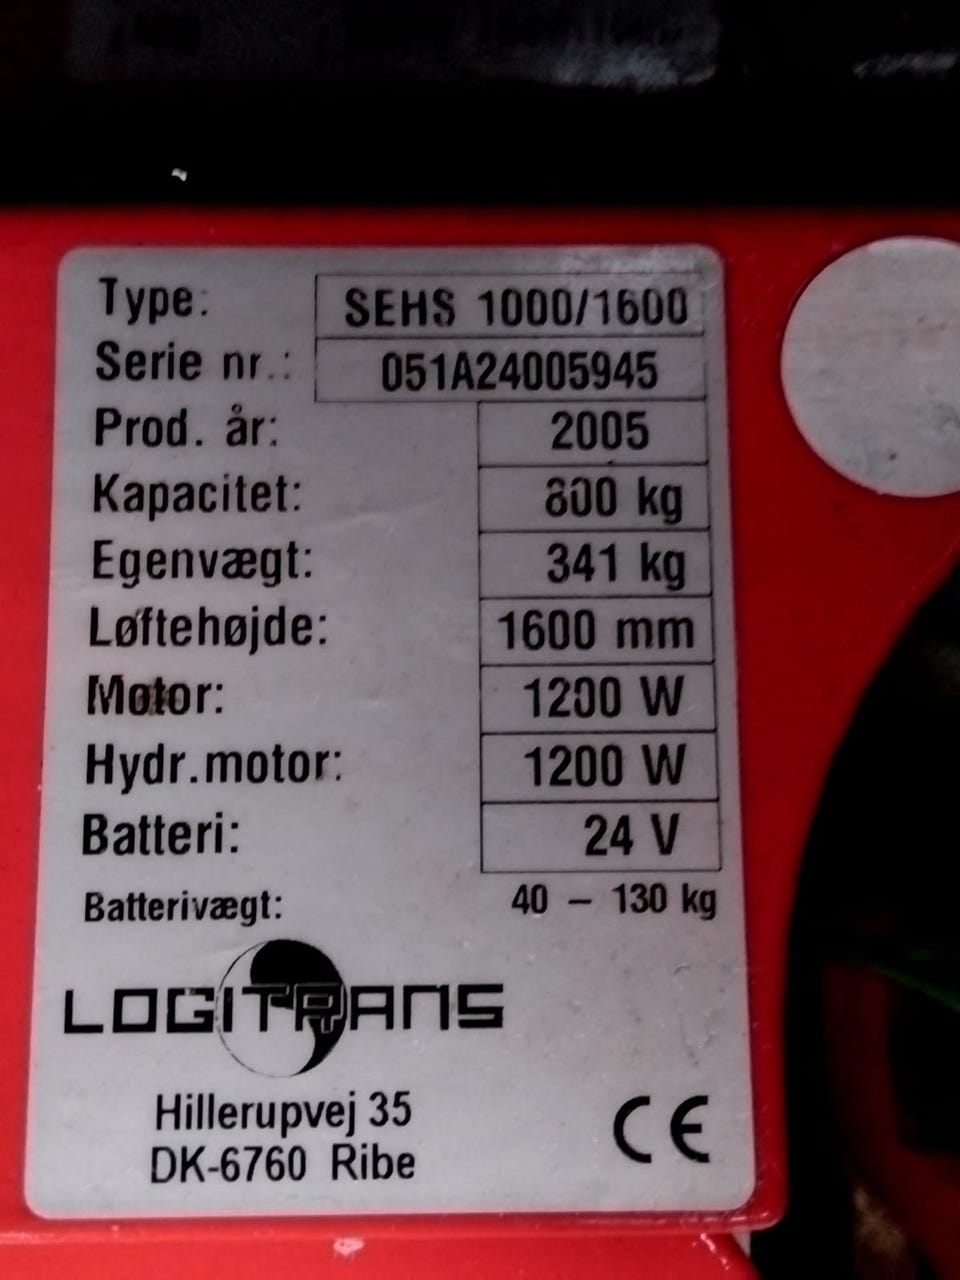 Type: SEHS 1000/1600
Serie nr.: 051A24005945
Prod. år: 2005
Kapacitet: 800 kg
Egenvægt: 341 kg
Løftehøjde: 1600 mm
Motor: 1200 W
Hydr.motor: 1200 W
Batteri: 24 V
Batterivægt: 40 – 130 kg
LOGITRANS
Hillerupvej 35
DK-6760 Ribe
CE